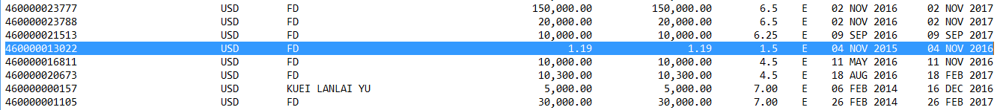 460000023777 USD FD 150,000.00 150,000.00 6.5 E 02 NOV 2016 02 NOV 2017
460000023788 USD FD 20,000.00 20,000.00 6.5 E 02 NOV 2016 02 NOV 2017
460000021513 USD FD 10,000.00 10,000.00 6.25 E 09 SEP 2016 09 SEP 2017
460000013022 USD FD 1.19 1.19 1.5 E 04 NOV 2015 04 NOV 2016
460000016811 USD FD 10,000.00 10,000.00 4.5 E 11 MAY 2016 11 NOV 2016
460000020673 USD FD 10,300.00 10,300.00 4.5 E 18 AUG 2016 18 FEB 2017
460000000157 USD KUEI LANLAI YU 5,000.00 5,000.00 7.00 E 06 FEB 2014 16 DEC 2016
460000001105 USD FD 30,000.00 30,000.00 7.00 E 26 FEB 2014 26 FEB 2017